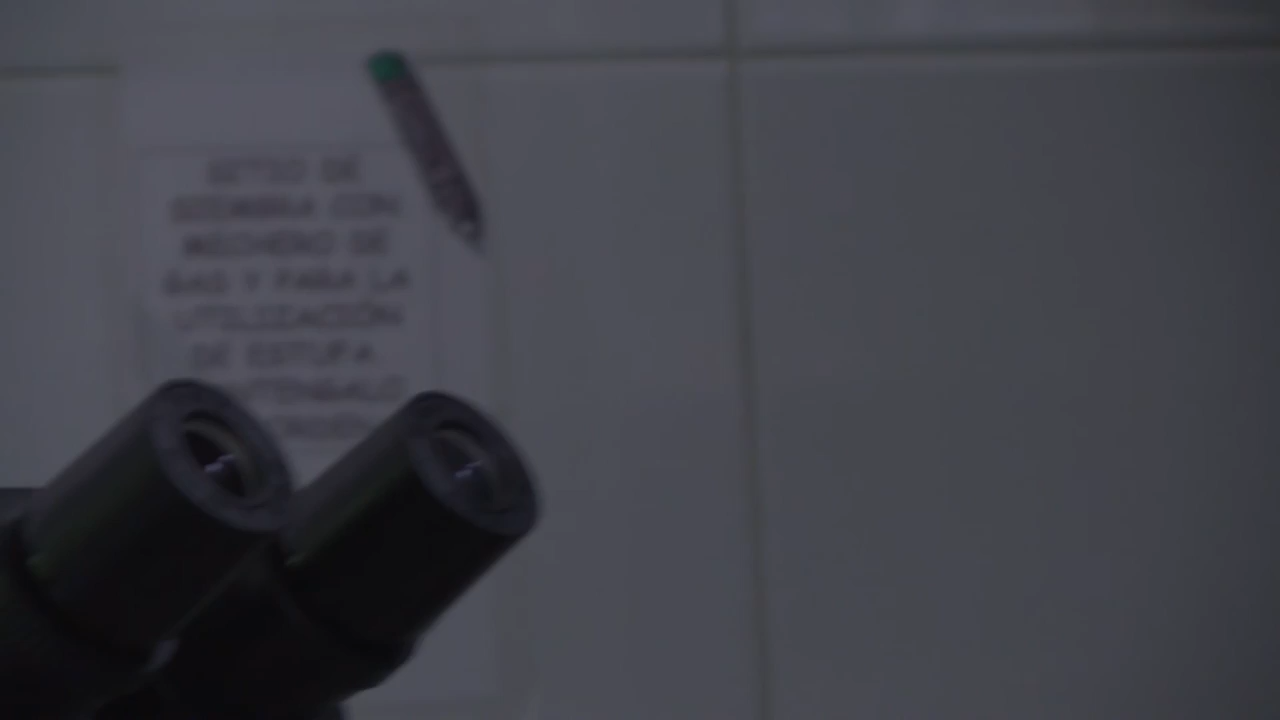 SITIO DE
SIEMBRA CON
MECHERO DE
GAS Y PARA LA
UTILIZACIÓN
DE ESTUFA